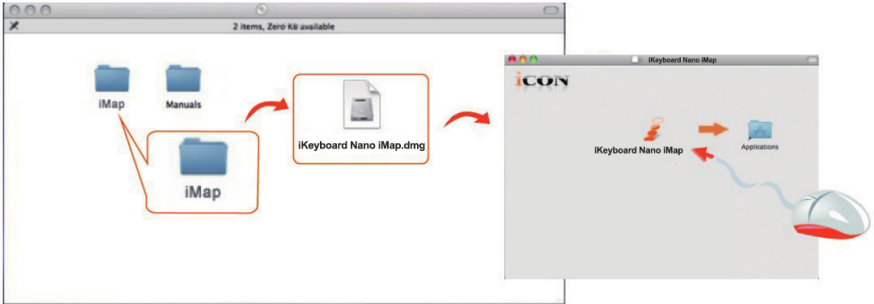 2 items, Zero KB available
iMap
Manuals
iMap
iKeyboard Nano iMap.dmg
iKeyboard Nano iMap
iCON
iKeyboard Nano iMap
Applications